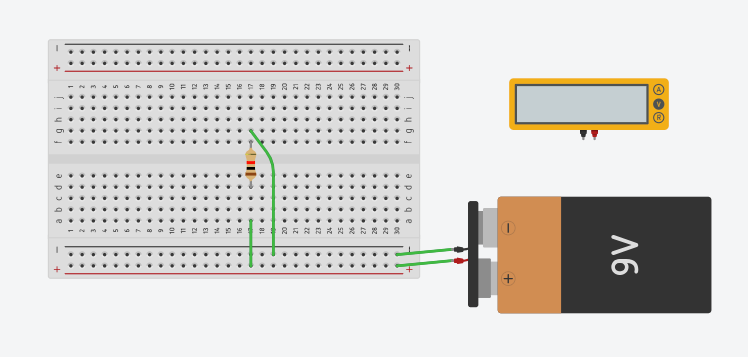 − −
+ +
1 2 3 4 5 6 7 8 9 10 11 12 13 14 15 16 17 18 19 20 21 22 23 24 25 26 27 28 29 30
j j
i i
h h
g g
f f
e e
d d
c c
b b
a a
1 2 3 4 5 6 7 8 9 10 11 12 13 14 15 16 17 18 19 20 21 22 23 24 25 26 27 28 29 30
− −
+ +
A
V
R
−
+
9V